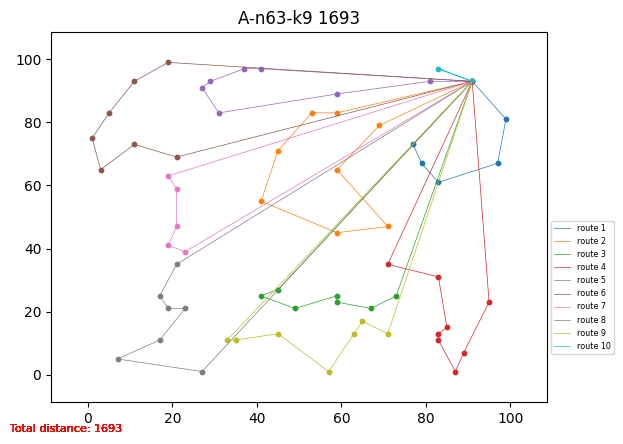 A-n63-k9 1693
100
80
60
40
20
0
0 20 40 60 80 100
route 1
route 2
route 3
route 4
route 5
route 6
route 7
route 8
route 9
route 10
Total distance: 1693